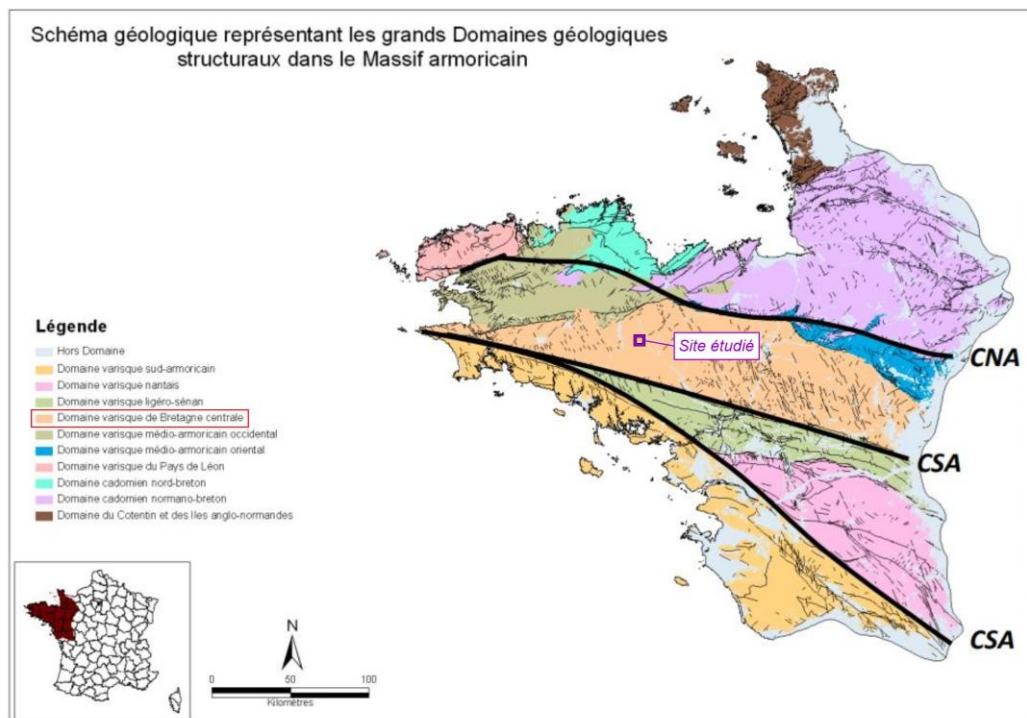 Schéma géologique représentant les grands Domaines géologiques
structuraux dans le Massif armoricain
Légende
Hors Domaine
Domaine varisque sud-armoricain
Domaine varisque nantais
Domaine varisque ligéro-sénan
Domaine varisque de Bretagne centrale
Domaine varisque médio-armoricain occidental
Domaine varisque médio-armoricain oriental
Domaine varisque du Pays de Léon
Domaine cadomien nord-breton
Domaine cadomien normano-breton
Domaine du Cotentin et des Iles anglo-normandes
Site étudié
CNA
CSA
CSA
N
0 50 100
Kilomètres